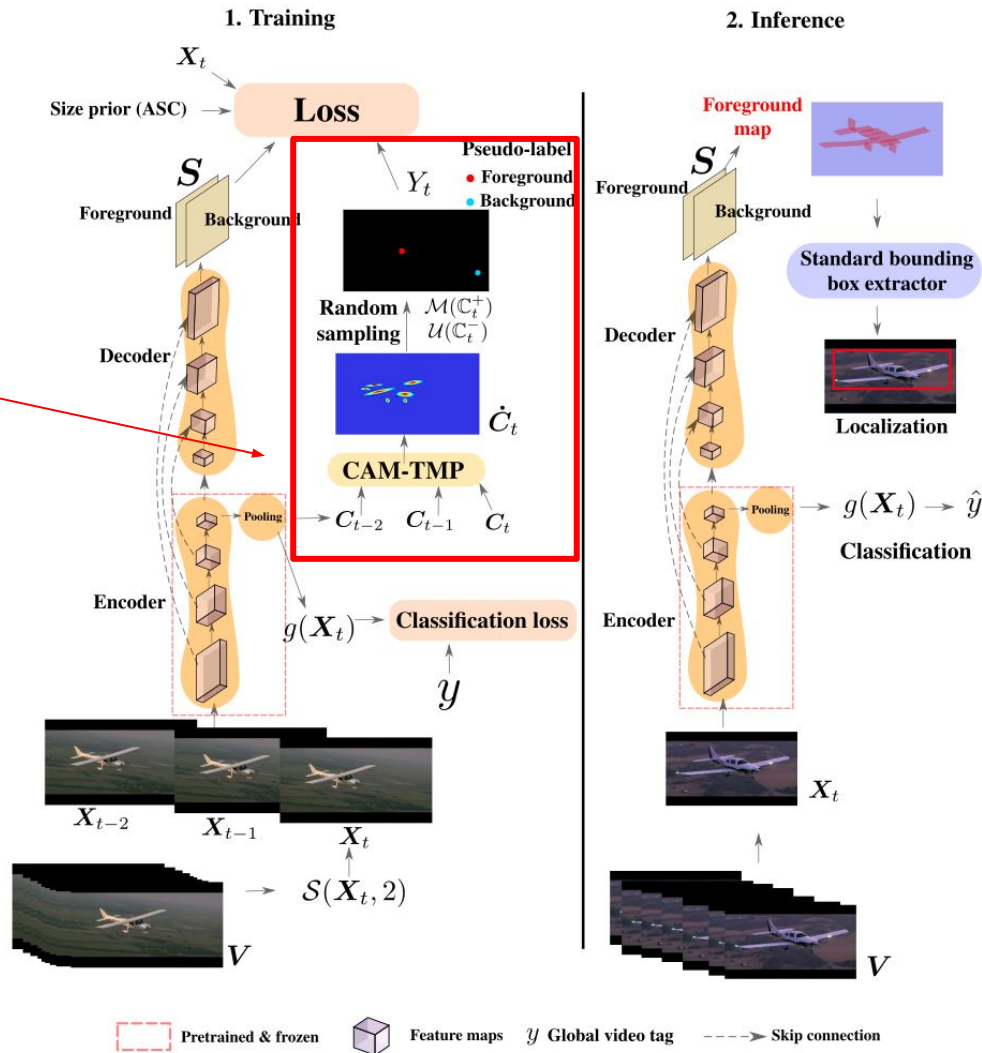 1. Training
X_t
Size prior (ASC)
Loss
S
Foreground
Background
Pseudo-label
Foreground
Background
Y_t
Random
sampling
ℳ(ℂ_t^+)
𝒰(ℂ_t^-)
Decoder
Ċ_t
CAM-TMP
C_{t-2}
C_{t-1}
C_t
Pooling
Encoder
g(X_t)
Classification loss
y
X_{t-2}
X_{t-1}
X_t
𝒮(X_t, 2)
V
2. Inference
Foreground
map
S
Foreground
Background
Standard bounding
box extractor
Decoder
Localization
Pooling
g(X_t)
ŷ
Classification
Encoder
X_t
V
Pretrained & frozen
Feature maps
y Global video tag
Skip connection